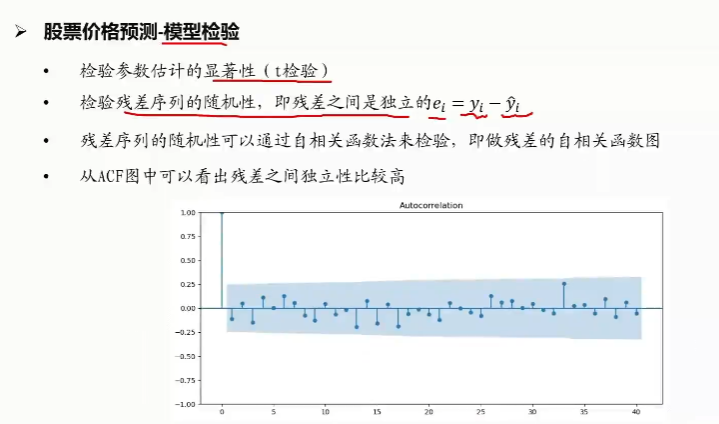 ➢ 股票价格预测-模型检验
• 检验参数估计的显著性（t检验）
• 检验残差序列的随机性，即残差之间是独立的eᵢ = yᵢ − ŷᵢ
• 残差序列的随机性可以通过自相关函数法来检验，即做残差的自相关函数图
• 从ACF图中可以看出残差之间独立性比较高
Autocorrelation
1.00
0.75
0.50
0.25
0.00
−0.25
−0.50
−0.75
−1.00
0 5 10 15 20 25 30 35 40